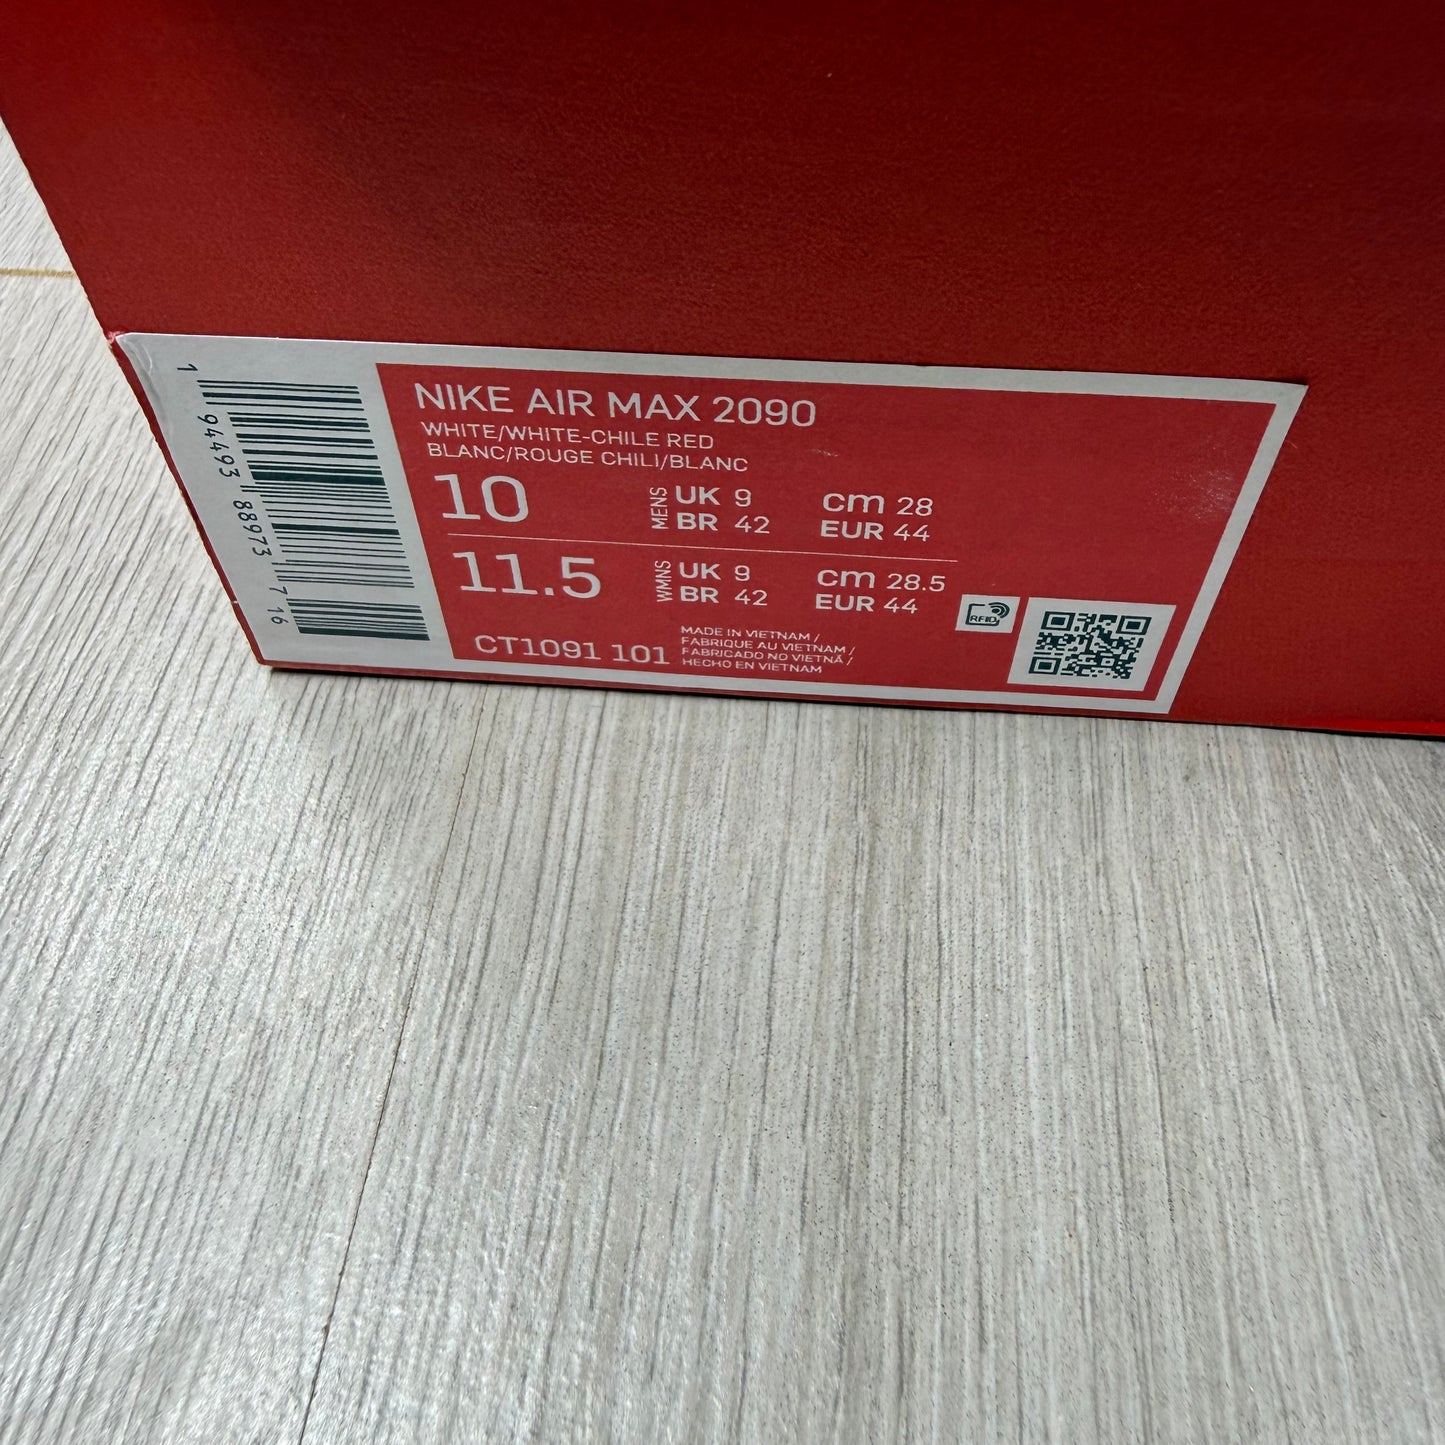 NIKE AIR MAX 2090
WHITE/WHITE-CHILE RED
BLANC/ROUGE CHILI/BLANC
10 MENS UK 9 cm 28
BR 42 EUR 44
11.5 WMNS UK 9 cm 28.5
BR 42 EUR 44
CT1091 101
MADE IN VIETNAM /
FABRIQUE AU VIETNAM /
FABRICADO NO VIETNÃ /
HECHO EN VIETNAM
RFID
1 94493 88973 7 16